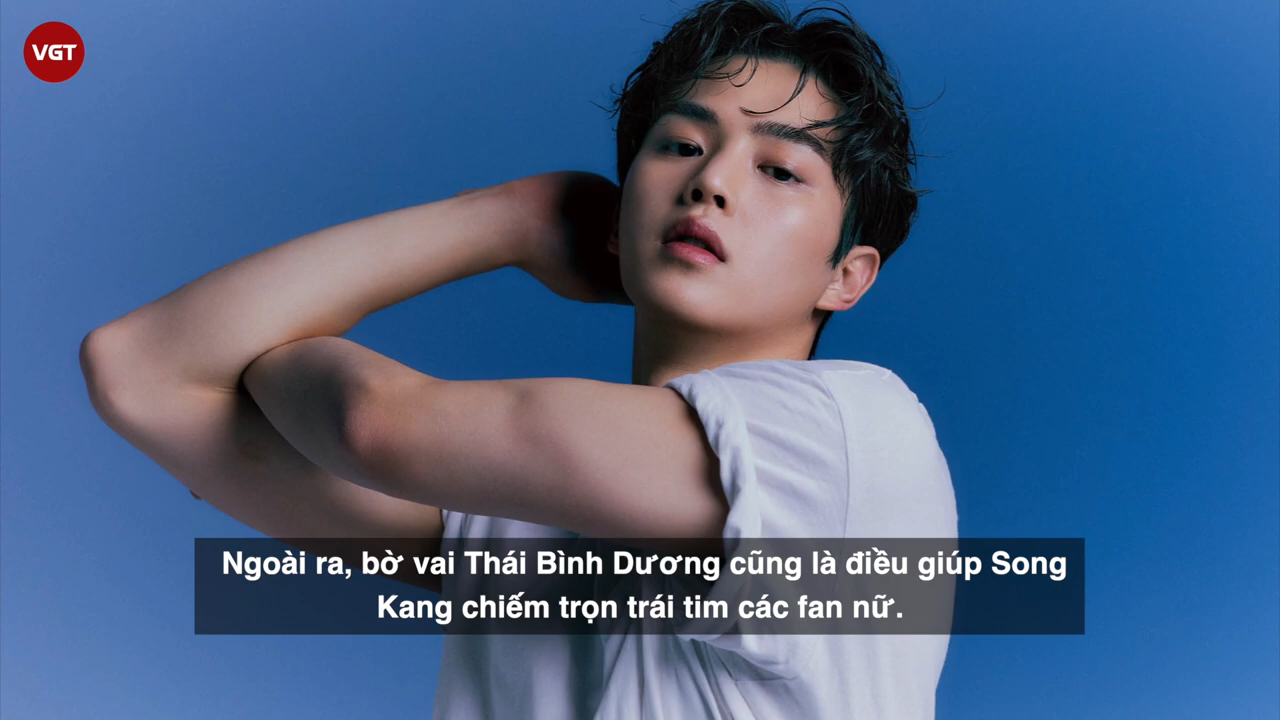 VGT
Ngoài ra, bờ vai Thái Bình Dương cũng là điều giúp Song
Kang chiếm trọn trái tim các fan nữ.